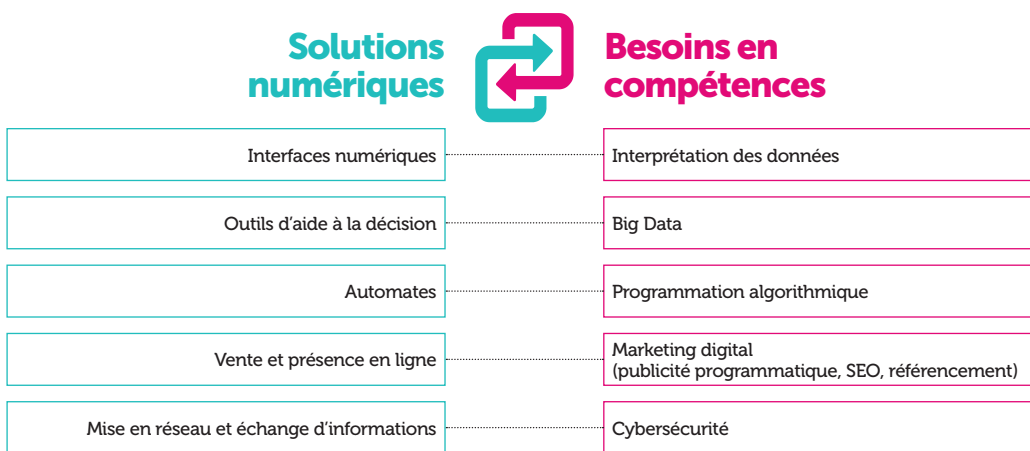 Solutions
numériques
Besoins en
compétences
Interfaces numériques
Interprétation des données
Outils d'aide à la décision
Big Data
Automates
Programmation algorithmique
Vente et présence en ligne
Marketing digital
(publicité programmatique, SEO, référencement)
Mise en réseau et échange d'informations
Cybersécurité